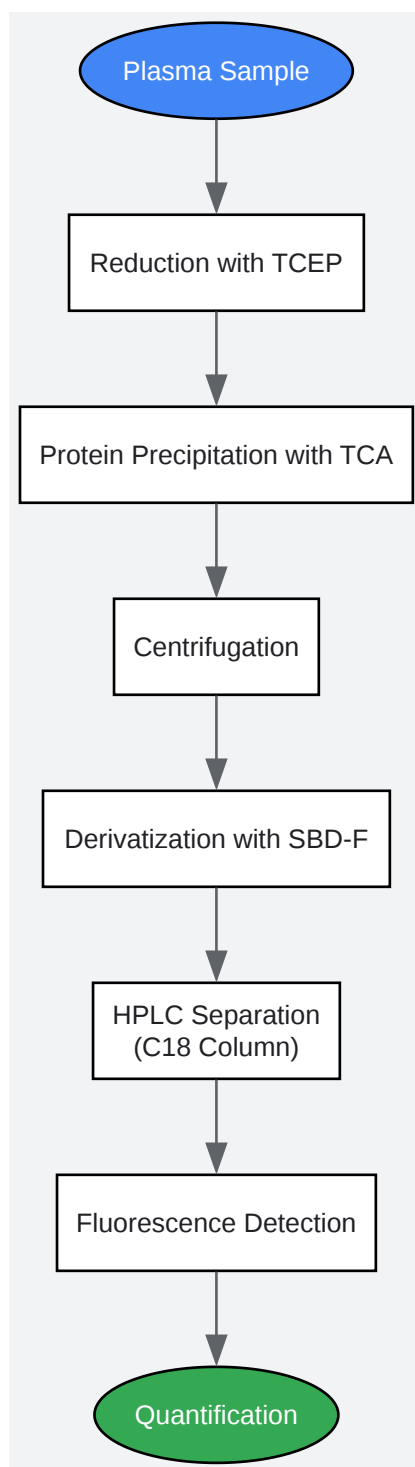 Plasma Sample
Reduction with TCEP
Protein Precipitation with TCA
Centrifugation
Derivatization with SBD-F
HPLC Separation
(C18 Column)
Fluorescence Detection
Quantification